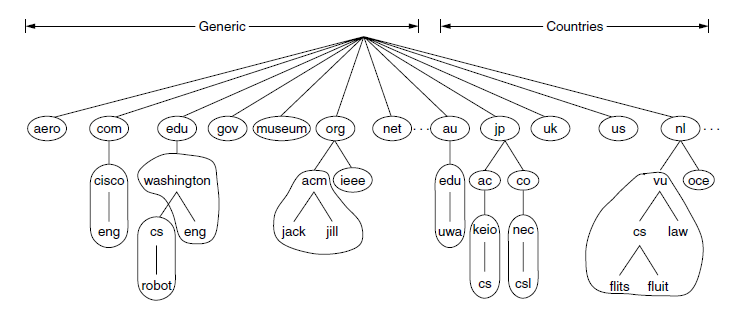 Generic Countries
aero com edu gov museum org net ... au jp uk us nl ...
cisco washington acm ieee edu ac co vu oce
eng cs eng jack jill uwa keio nec cs law
robot cs csl flits fluit